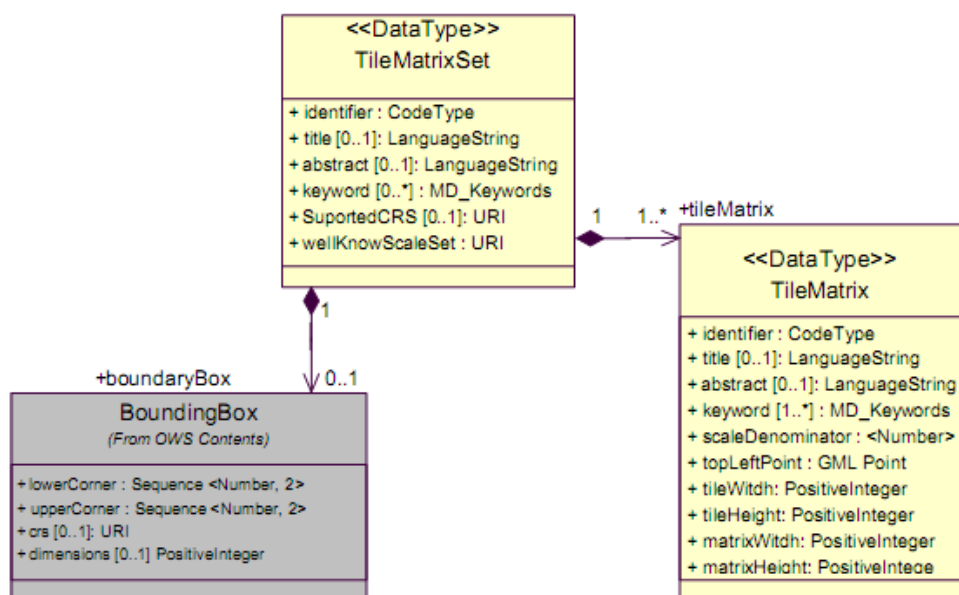 <<DataType>>
TileMatrixSet
+ identifier : CodeType
+ title [0..1]: LanguageString
+ abstract [0..1]: LanguageString
+ keyword [0..*] : MD_Keywords
+ SuportedCRS [0..1]: URI
+ wellKnowScaleSet : URI
1
1..*
+tileMatrix
<<DataType>>
TileMatrix
+ identifier : CodeType
+ title [0..1]: LanguageString
+ abstract [0..1]: LanguageString
+ keyword [1..*] : MD_Keywords
+ scaleDenominator : <Number>
+ topLeftPoint : GML Point
+ tileWitdh: PositiveInteger
+ tileHeight: PositiveInteger
+ matrixWitdh: PositiveInteger
+ matrixHeight: PositiveIntege
1
+boundaryBox
0..1
BoundingBox
(From OWS Contents)
+ lowerCorner : Sequence <Number, 2>
+ upperCorner : Sequence <Number, 2>
+ crs [0..1]: URI
+ dimensions [0..1] PositiveInteger